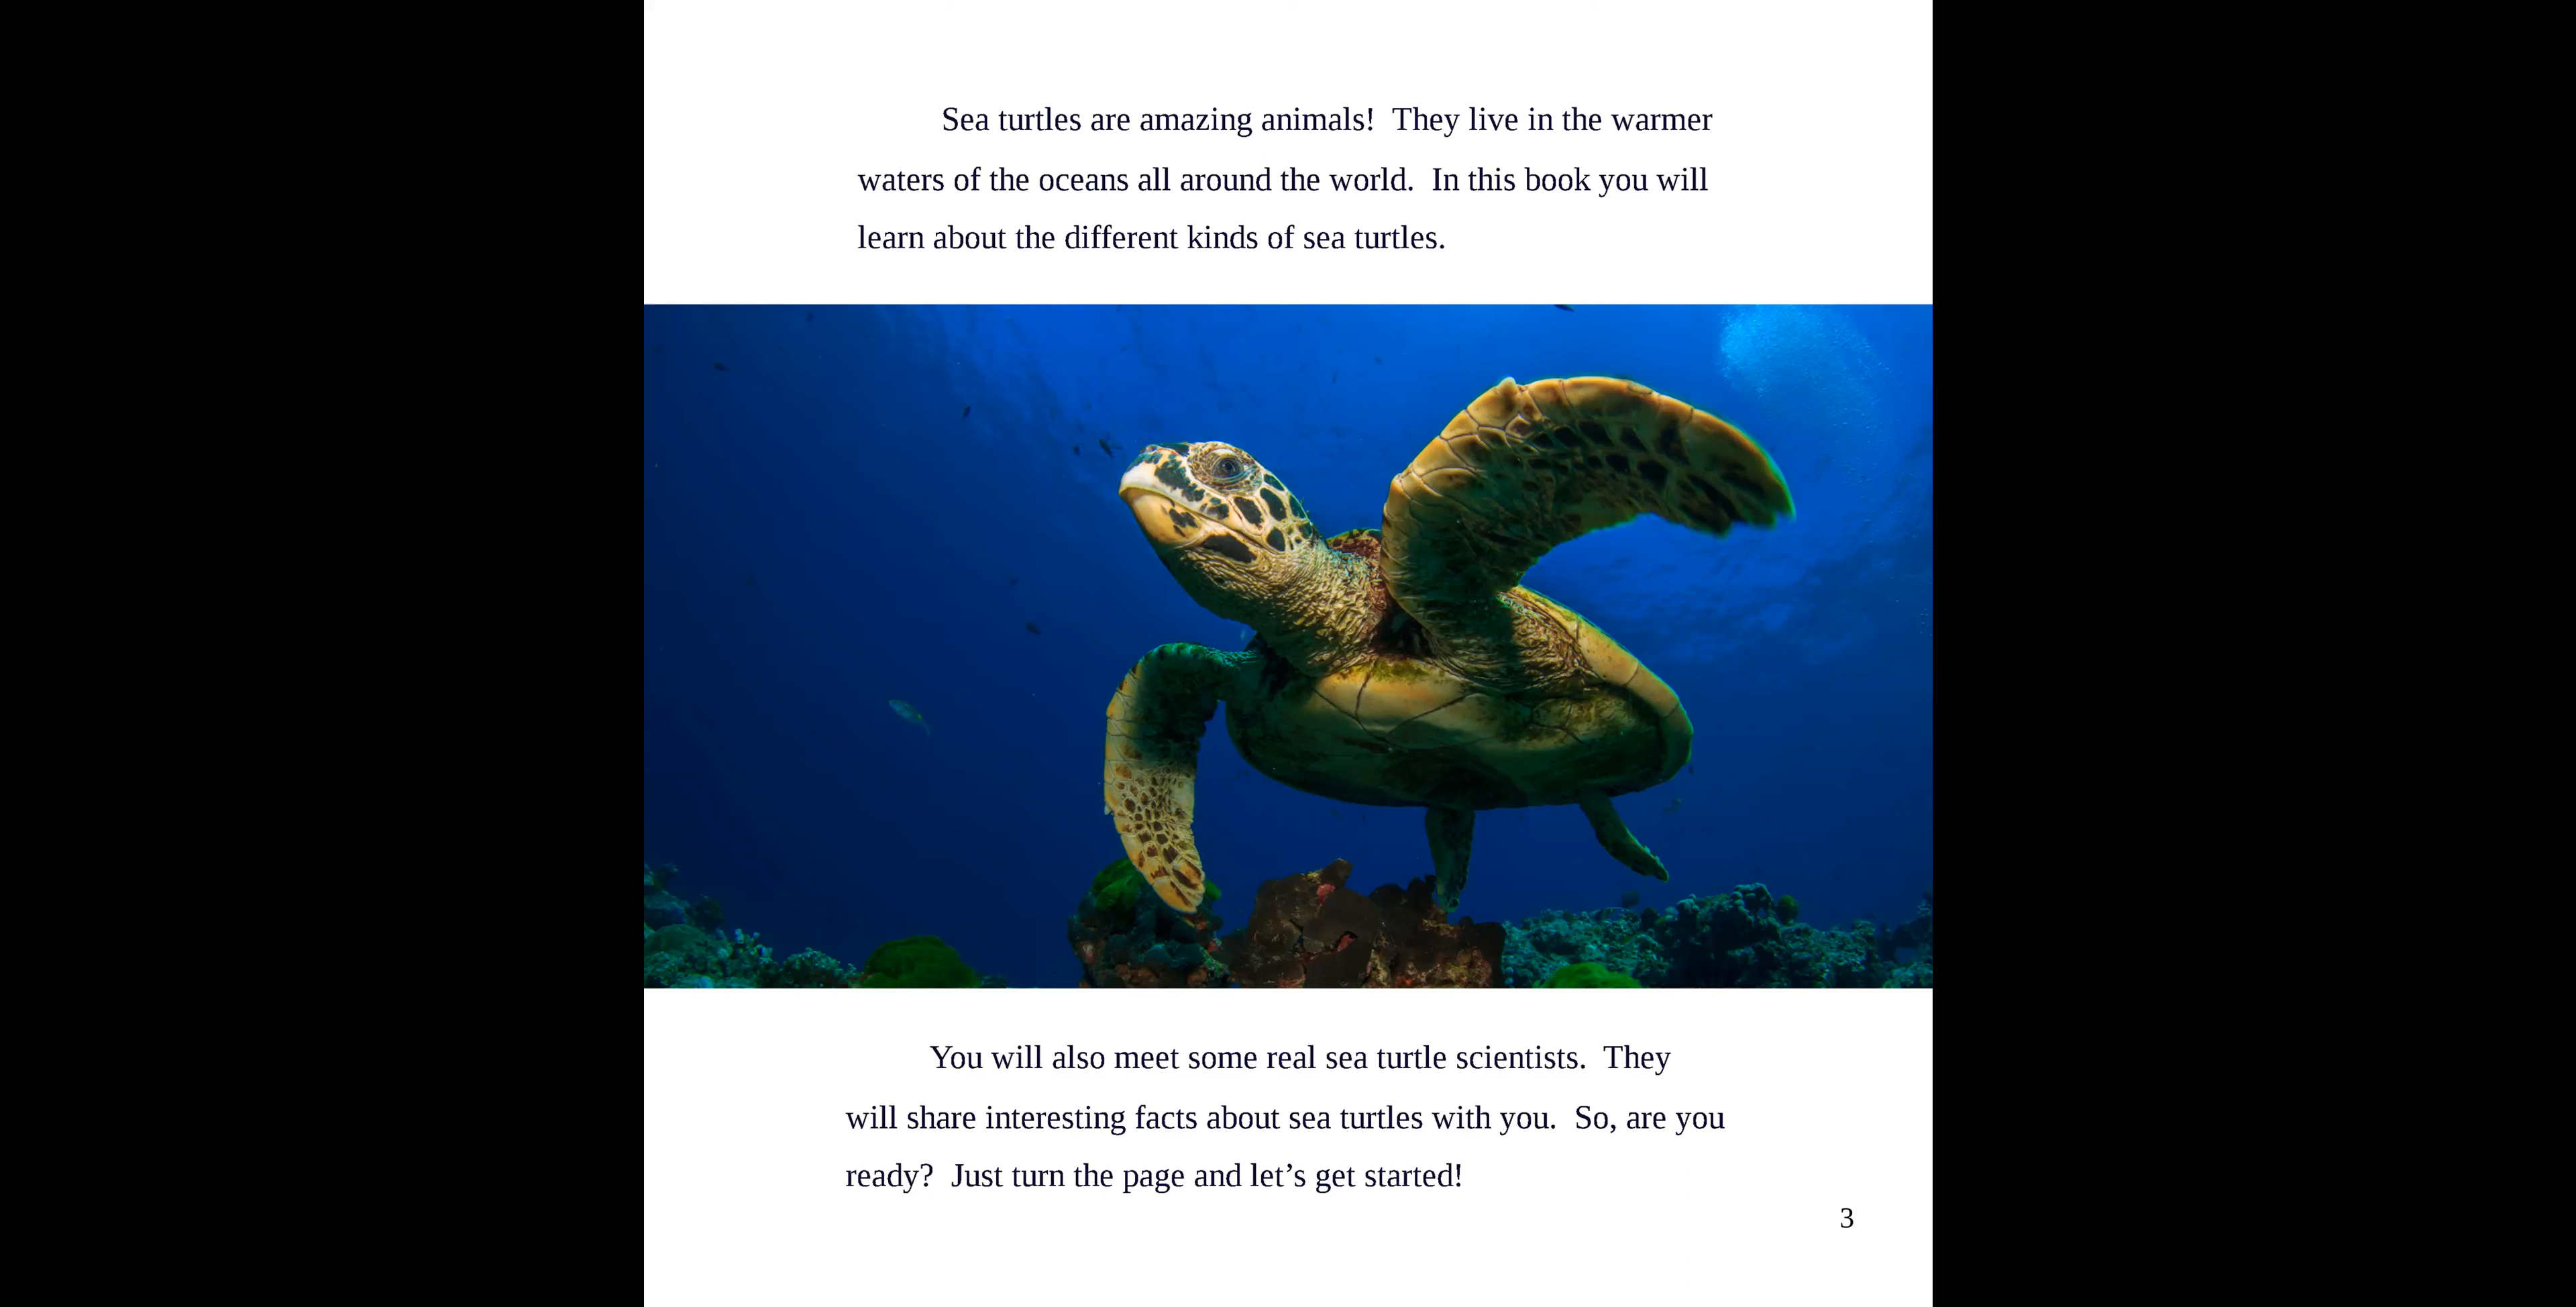 Sea turtles are amazing animals!  They live in the warmer
waters of the oceans all around the world.  In this book you will
learn about the different kinds of sea turtles.
You will also meet some real sea turtle scientists.  They
will share interesting facts about sea turtles with you.  So, are you
ready?  Just turn the page and let’s get started!
3